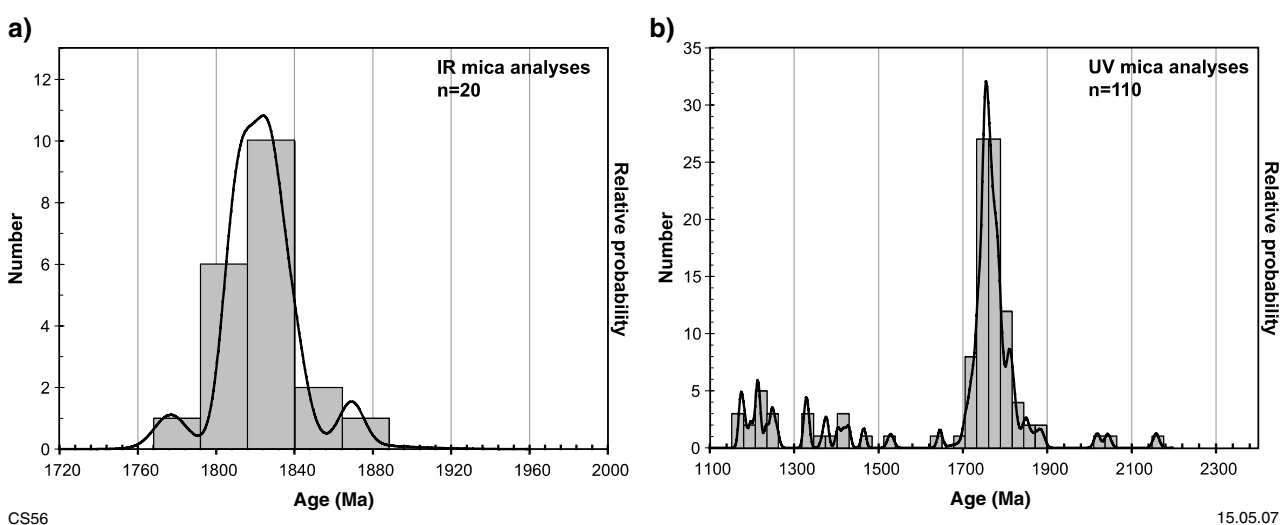 a)
IR mica analyses
n=20
12
10
8
6
4
2
0
Number
Relative probability
1720 1760 1800 1840 1880 1920 1960 2000
Age (Ma)
b)
UV mica analyses
n=110
35
30
25
20
15
10
5
0
Number
Relative probability
1100 1300 1500 1700 1900 2100 2300
Age (Ma)
CS56
15.05.07